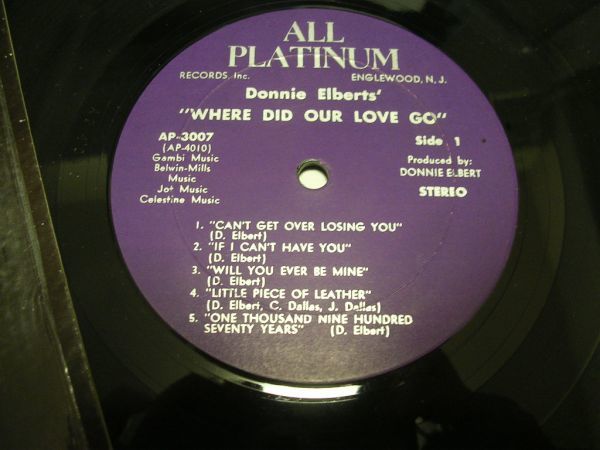 ALL
PLATINUM
RECORDS, Inc. ENGLEWOOD, N. J.
Donnie Elberts'
"WHERE DID OUR LOVE GO"
AP-3007 Side 1
(AP-4010)
Gambi Music
Belwin-Mills
Music
Jot Music
Celestine Music
Produced by:
DONNIE ELBERT
STEREO
1. "CAN'T GET OVER LOSING YOU"
(D. Elbert)
2. "IF I CAN'T HAVE YOU"
(D. Elbert)
3. "WILL YOU EVER BE MINE"
(D. Elbert)
4. "LITTLE PIECE OF LEATHER"
(D. Elbert, C. Dallas, J. Dallas)
5. "ONE THOUSAND NINE HUNDRED
SEVENTY YEARS" (D. Elbert)